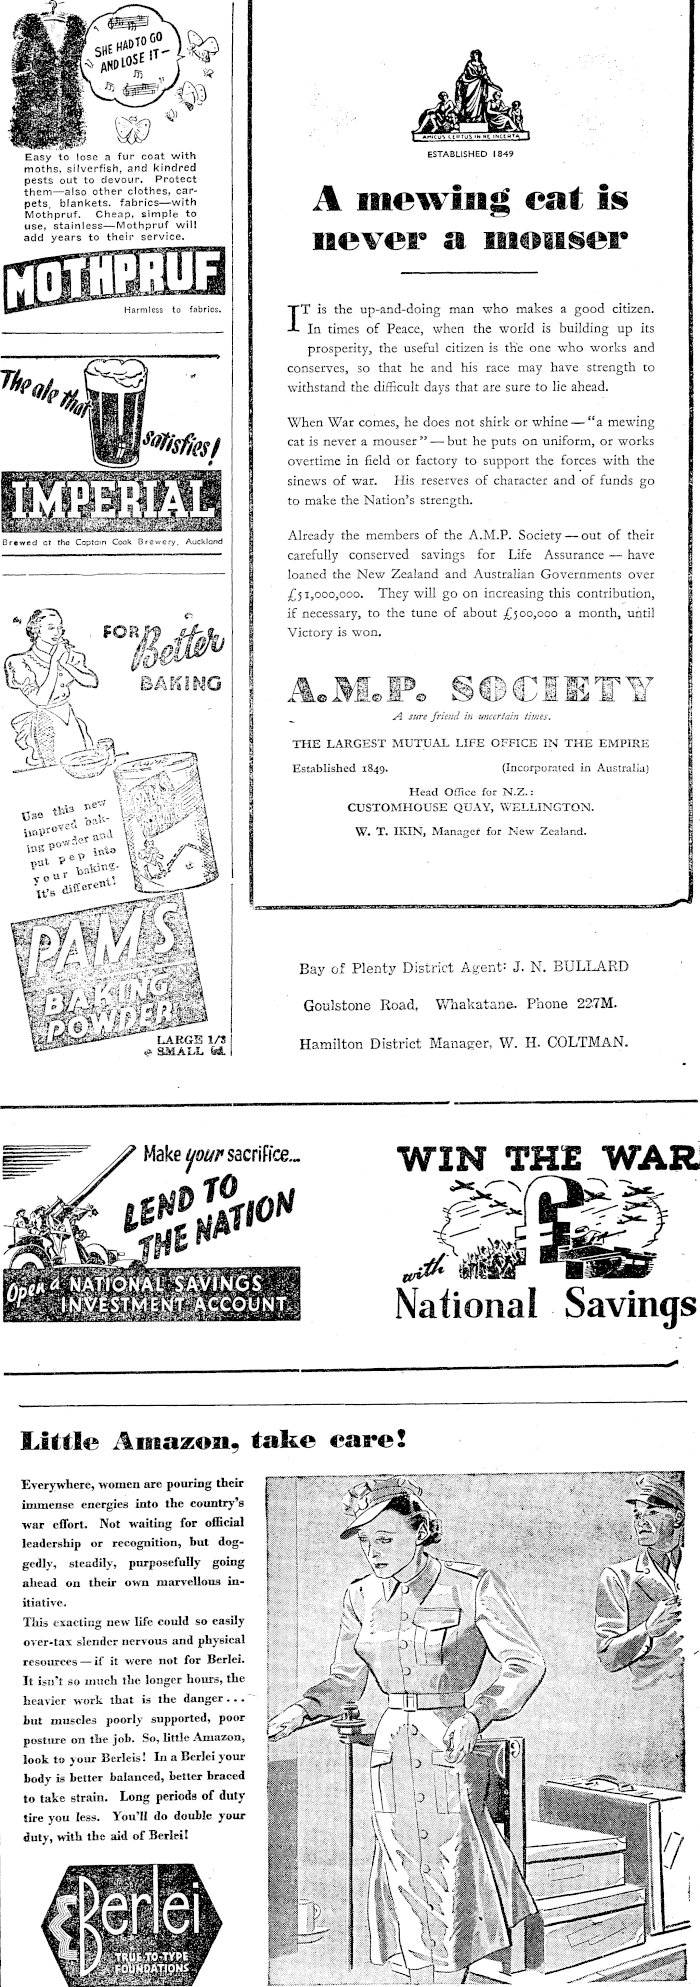 SHE HAD TO GO
AND LOSE IT—
Easy to lose a fur coat with
moths, silverfish, and kindred
pests out to devour. Protect
them—also other clothes, car-
pets, blankets. fabrics—with
Mothpruf. Cheap, simple to
use, stainless—Mothpruf will
add years to their service.
MOTHPRUF
Harmless to fabrics.
The ale that
satisfies!
IMPERIAL
Brewed at the Captain Cook Brewery, Auckland
FOR Better
BAKING
Use this new
improved bak-
ing powder and
put pep into
your baking.
It's different!
PAMS
BAKING
POWDER
LARGE 1/3
SMALL
AMICUS CERTUS IN RE INCERTA
ESTABLISHED 1849
A mewing cat is
never a mouser
IT is the up-and-doing man who makes a good citizen.
In times of Peace, when the world is building up its
prosperity, the useful citizen is the one who works and
conserves, so that he and his race may have strength to
withstand the difficult days that are sure to lie ahead.
When War comes, he does not shirk or whine — "a mewing
cat is never a mouser" — but he puts on uniform, or works
overtime in field or factory to support the forces with the
sinews of war. His reserves of character and of funds go
to make the Nation's strength.
Already the members of the A.M.P. Society — out of their
carefully conserved savings for Life Assurance — have
loaned the New Zealand and Australian Governments over
£51,000,000. They will go on increasing this contribution,
if necessary, to the tune of about £500,000 a month, until
Victory is won.
A.M.P. SOCIETY
A sure friend in uncertain times.
THE LARGEST MUTUAL LIFE OFFICE IN THE EMPIRE
Established 1849. (Incorporated in Australia)
Head Office for N.Z.:
CUSTOMHOUSE QUAY, WELLINGTON.
W. T. IKIN, Manager for New Zealand.
Bay of Plenty District Agent: J. N. BULLARD
Goulstone Road, Whakatane. Phone 227M.
Hamilton District Manager, W. H. COLTMAN.
Make your sacrifice...
LEND TO
THE NATION
Open a NATIONAL SAVINGS
INVESTMENT ACCOUNT
WIN THE WAR
£
with
National Savings
Little Amazon, take care!
Everywhere, women are pouring their
immense energies into the country's
war effort. Not waiting for official
leadership or recognition, but dog-
gedly, steadily, purposefully going
ahead on their own marvellous in-
itiative.
This exacting new life could so easily
over-tax slender nervous and physical
resources — if it were not for Berlei.
It isn't so much the longer hours, the
heavier work that is the danger . . .
but muscles poorly supported, poor
posture on the job. So, little Amazon,
look to your Berleis! In a Berlei your
body is better balanced, better braced
to take strain. Long periods of duty
tire you less. You'll do double your
duty, with the aid of Berlei!
Berlei
TRUE-TO-TYPE
FOUNDATIONS